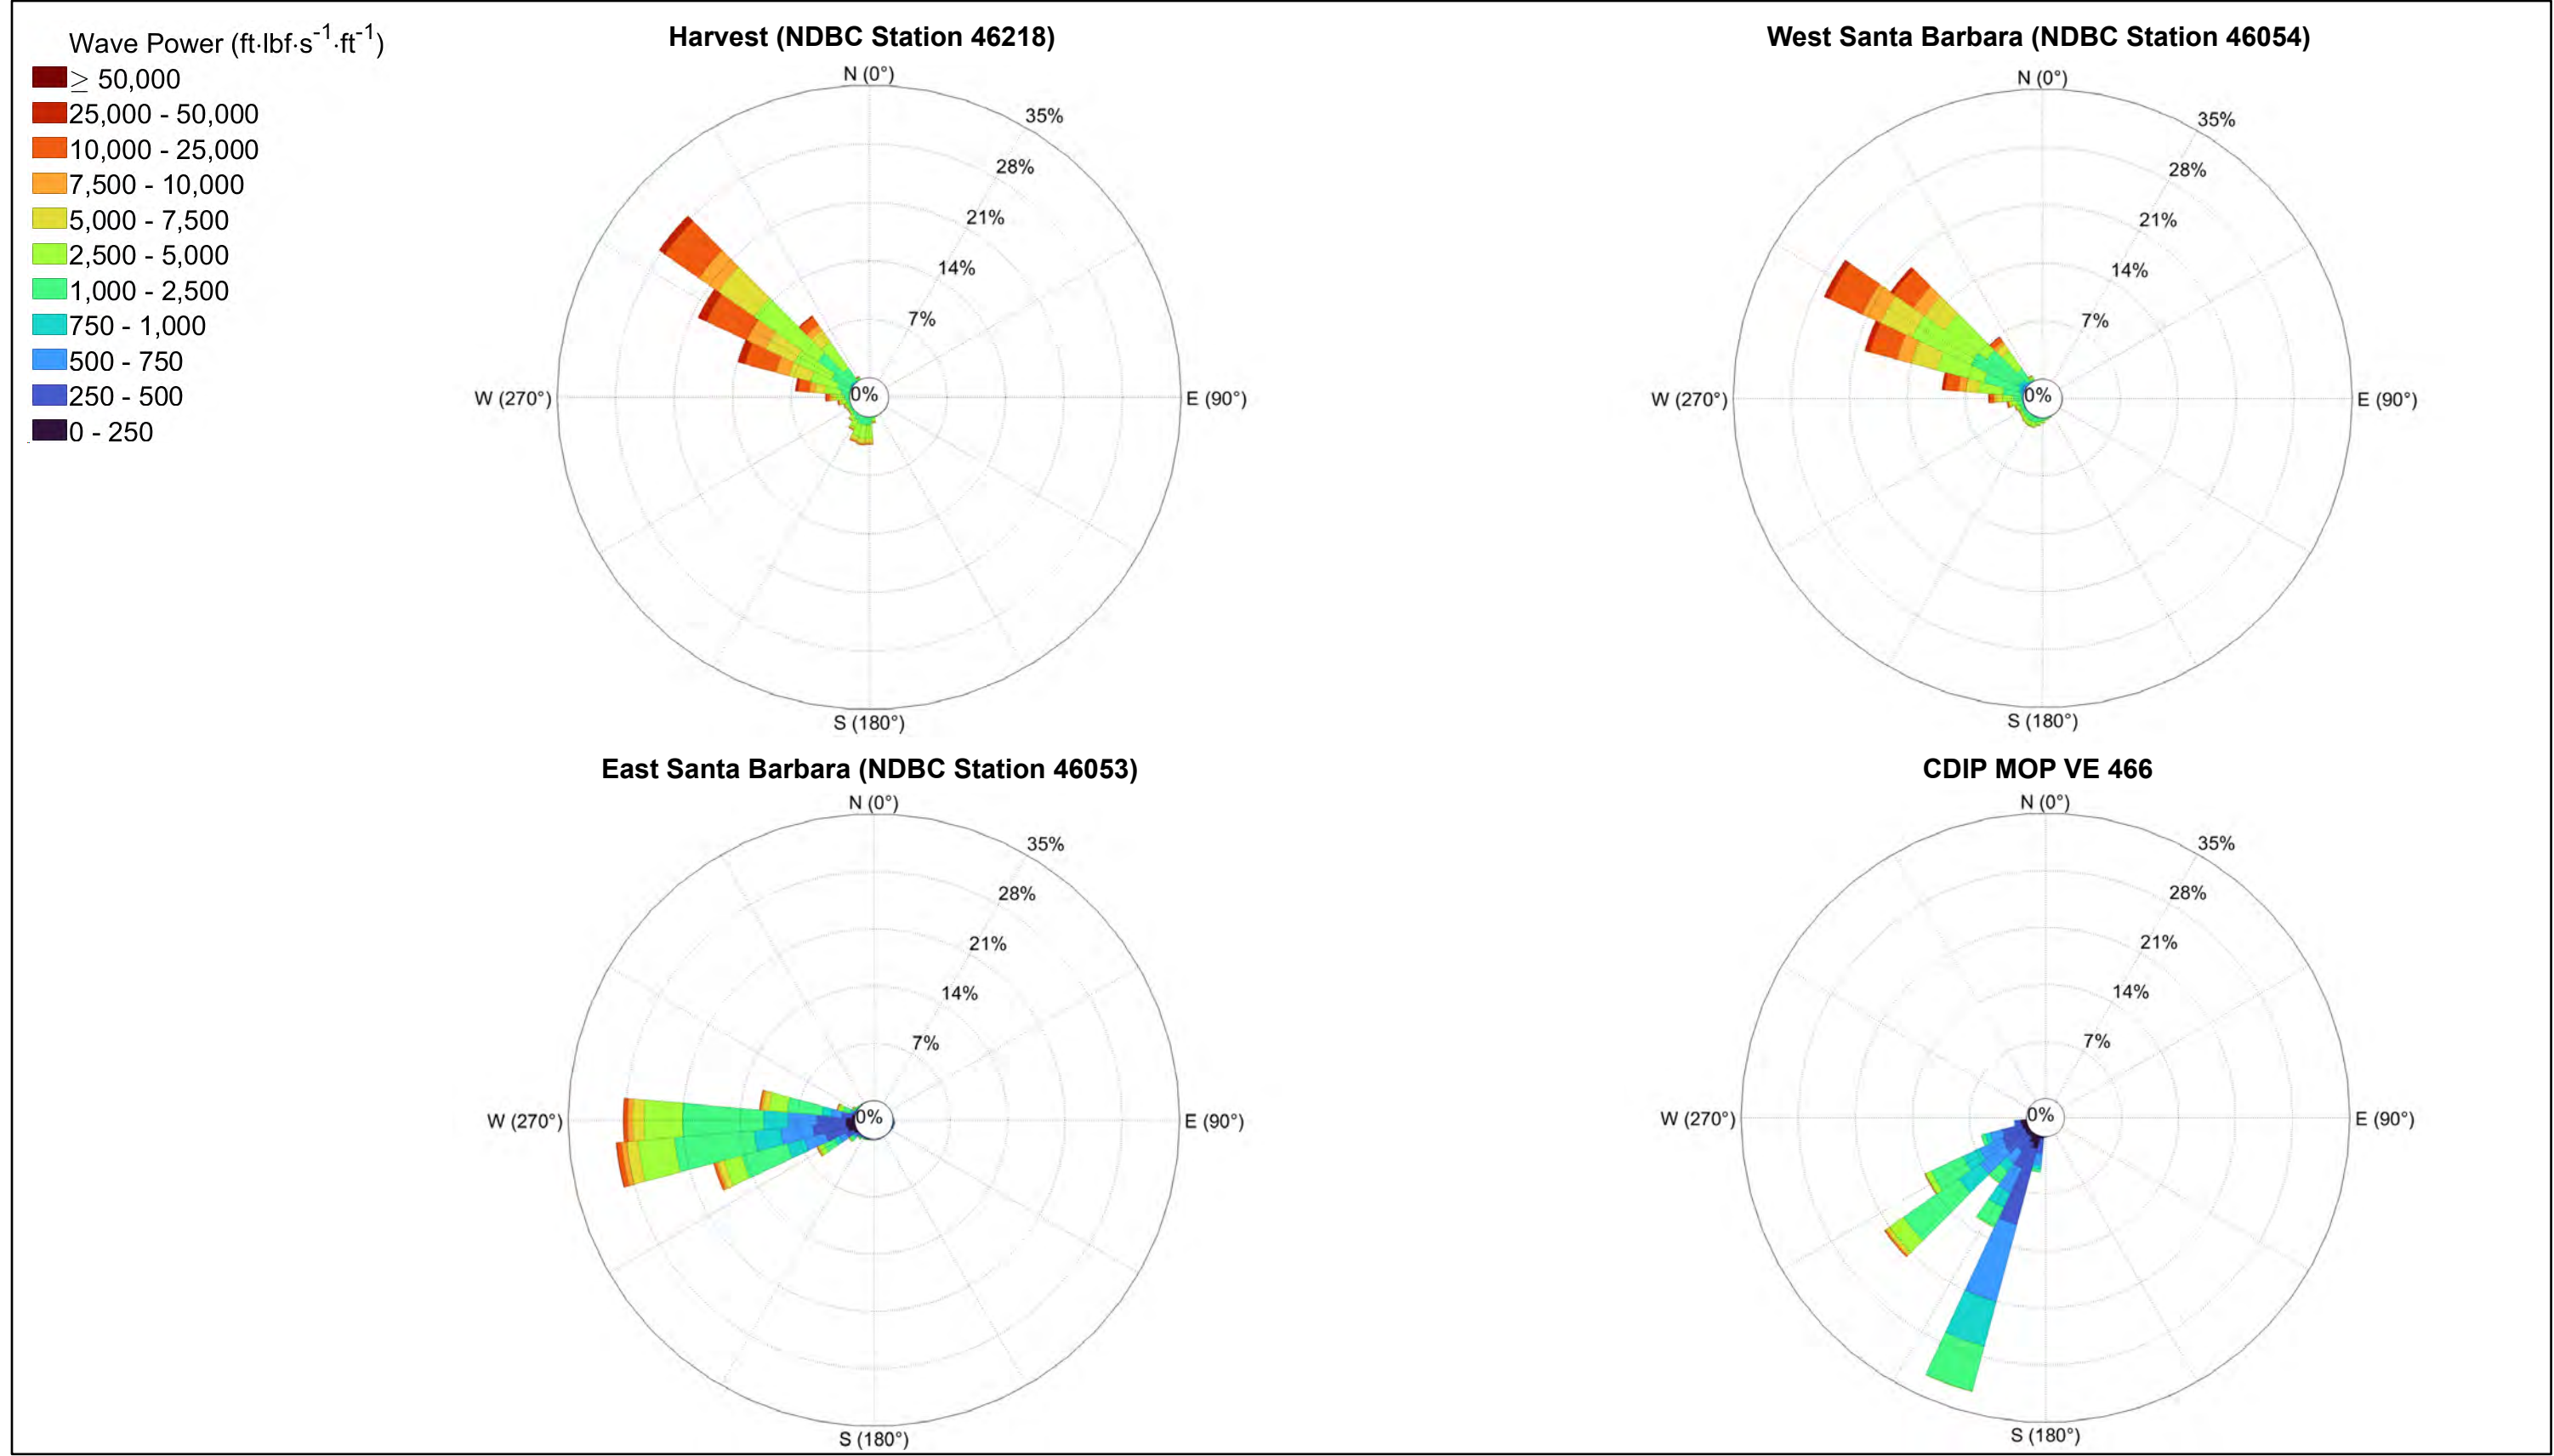 Wave Power (ft·lbf·s⁻¹·ft⁻¹)
≥ 50,000
25,000 - 50,000
10,000 - 25,000
7,500 - 10,000
5,000 - 7,500
2,500 - 5,000
1,000 - 2,500
750 - 1,000
500 - 750
250 - 500
0 - 250
Harvest (NDBC Station 46218)
N (0°)
35%
28%
21%
14%
7%
0%
W (270°)
E (90°)
S (180°)
West Santa Barbara (NDBC Station 46054)
N (0°)
35%
28%
21%
14%
7%
0%
W (270°)
E (90°)
S (180°)
East Santa Barbara (NDBC Station 46053)
N (0°)
35%
28%
21%
14%
7%
0%
W (270°)
E (90°)
S (180°)
CDIP MOP VE 466
N (0°)
35%
28%
21%
14%
7%
0%
W (270°)
E (90°)
S (180°)